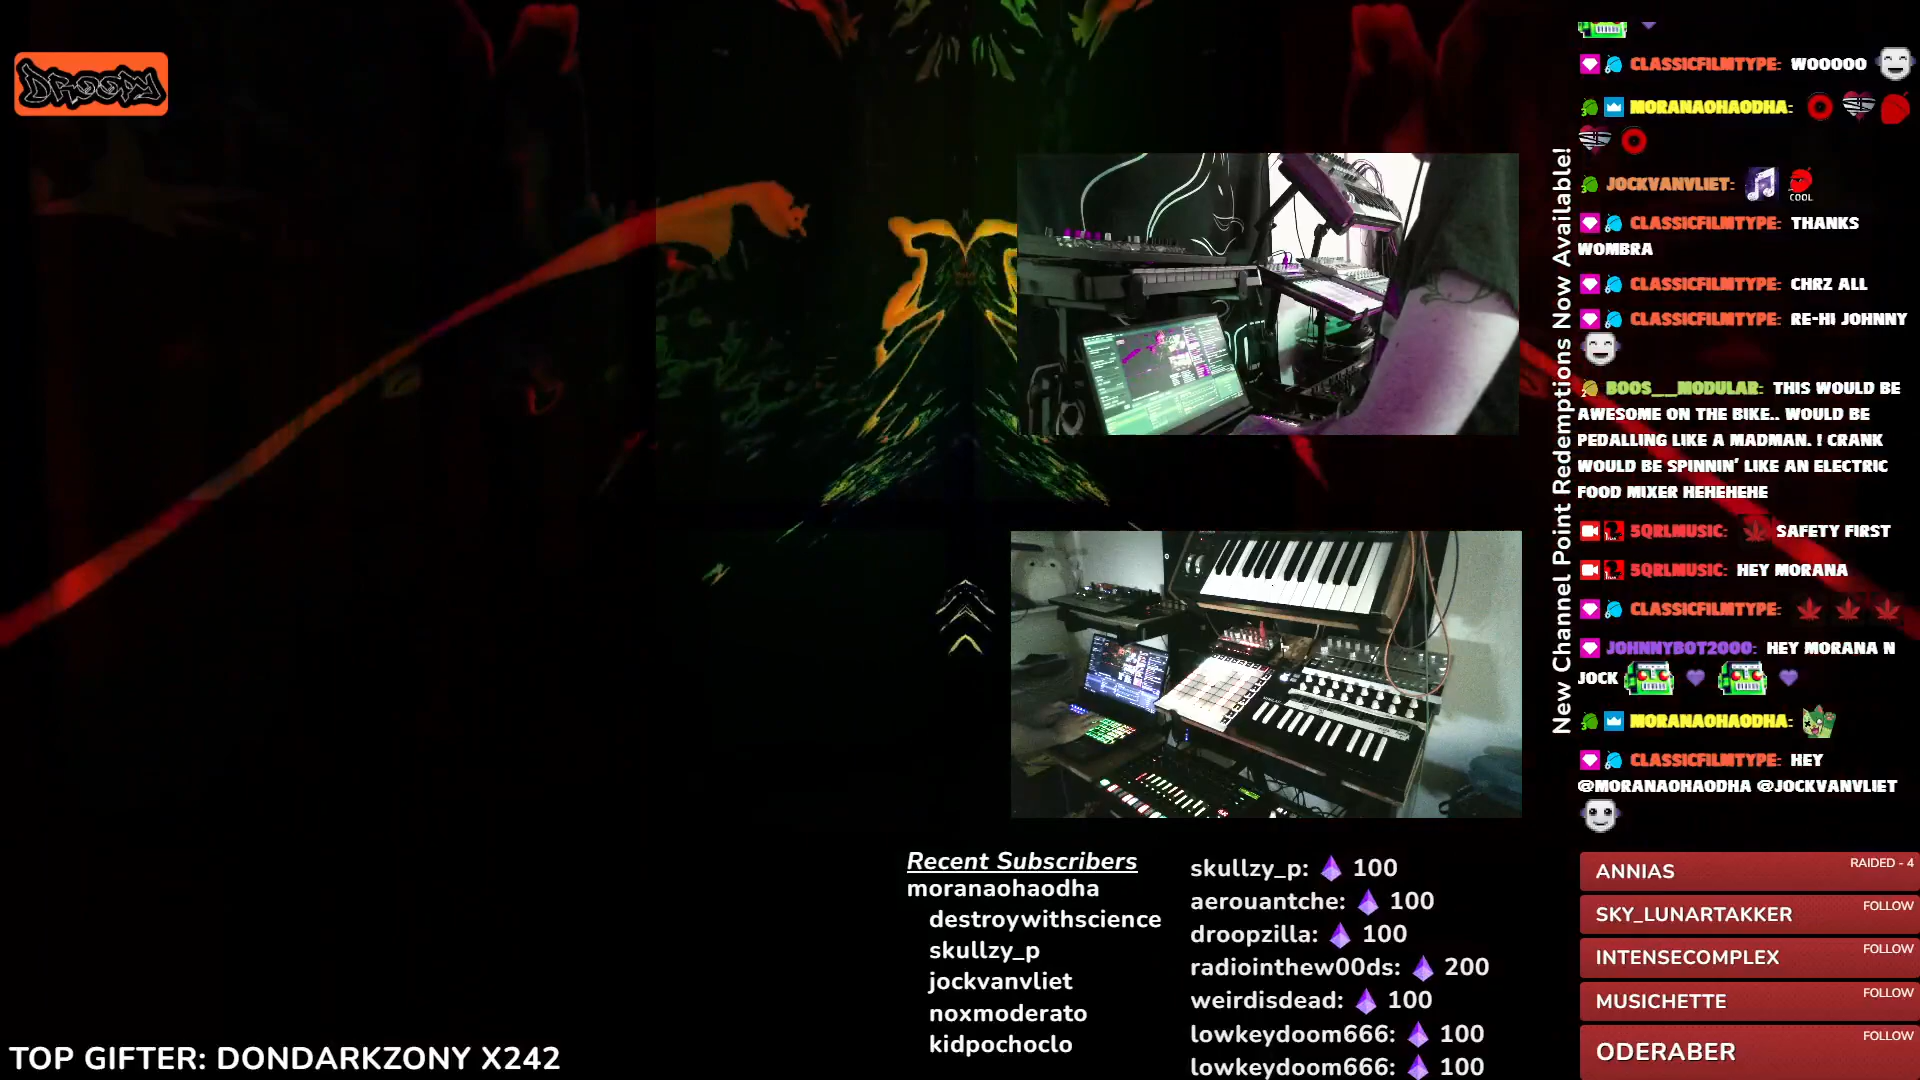 DROOPY
CLASSICFILMTYPE: WOOOOO
MORANAOHAODHA:
JOCKVANVLIET:
COOL
CLASSICFILMTYPE: THANKS
WOMBRA
CLASSICFILMTYPE: CHRZ ALL
CLASSICFILMTYPE: RE-HI JOHNNY
BOOS__MODULAR: THIS WOULD BE
AWESOME ON THE BIKE.. WOULD BE
PEDALLING LIKE A MADMAN. I CRANK
WOULD BE SPINNIN' LIKE AN ELECTRIC
FOOD MIXER HEHEHEHE
5QRLMUSIC: SAFETY FIRST
5QRLMUSIC: HEY MORANA
CLASSICFILMTYPE:
JOHNNYBOT2000: HEY MORANA N
JOCK
MORANAOHAODHA:
CLASSICFILMTYPE: HEY
@MORANAOHAODHA @JOCKVANVLIET
New Channel Point Redemptions Now Available!
Recent Subscribers
moranaohaodha
destroywithscience
skullzy_p
jockvanvliet
noxmoderato
kidpochoclo
skullzy_p: 100
aerouantche: 100
droopzilla: 100
radiointhew00ds: 200
weirdisdead: 100
lowkeydoom666: 100
lowkeydoom666: 100
ANNIAS RAIDED - 4
SKY_LUNARTAKKER FOLLOW
INTENSECOMPLEX FOLLOW
MUSICHETTE FOLLOW
ODERABER FOLLOW
TOP GIFTER: DONDARKZONY X242